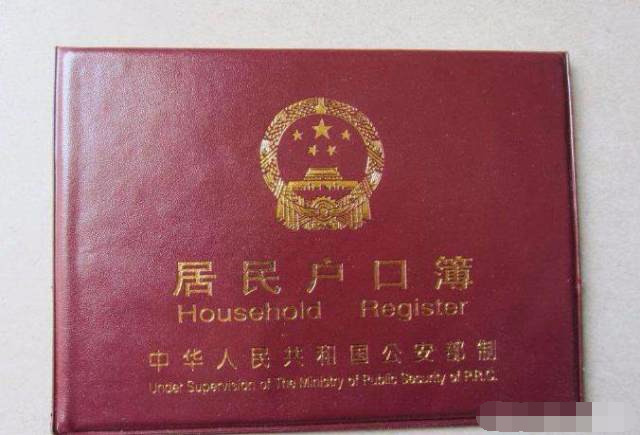 居民户口簿
Household Register
中华人民共和国公安部制
Under Supervision of The Ministry of Public Security of P.R.C.